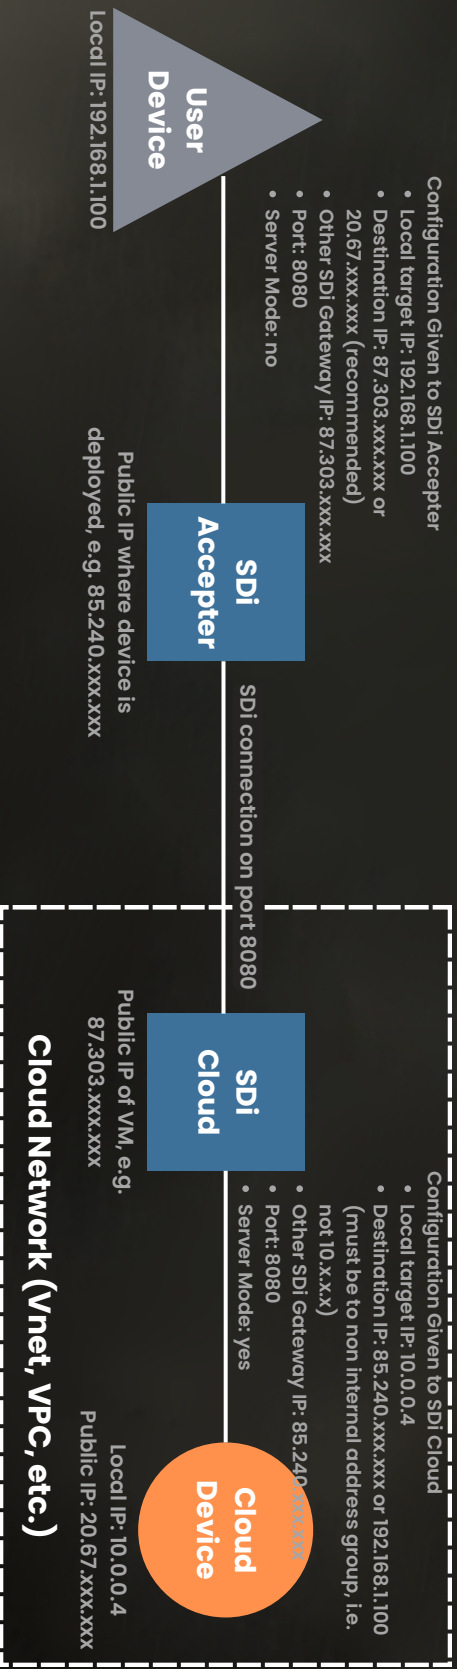 Configuration Given to SDi Accepter
• Local target IP: 192.168.1.100
• Destination IP: 87.303.xxx.xxx or
20.67.xxx.xxx (recommended)
• Other SDi Gateway IP: 87.303.xxx.xxx
• Port: 8080
• Server Mode: no
User
Device
Local IP: 192.168.1.100
SDi
Accepter
Public IP where device is
deployed, e.g. 85.240.xxx.xxx
SDi connection on port 8080
Configuration Given to SDi Cloud
• Local target IP: 10.0.0.4
• Destination IP: 85.240.xxx.xxx or 192.168.1.100
(must be to non internal address group, i.e.
not 10.x.x.x)
• Other SDi Gateway IP: 85.240.xxx.xxx
• Port: 8080
• Server Mode: yes
SDi
Cloud
Public IP of VM, e.g.
87.303.xxx.xxx
Cloud
Device
Local IP: 10.0.0.4
Public IP: 20.67.xxx.xxx
Cloud Network (Vnet, VPC, etc.)